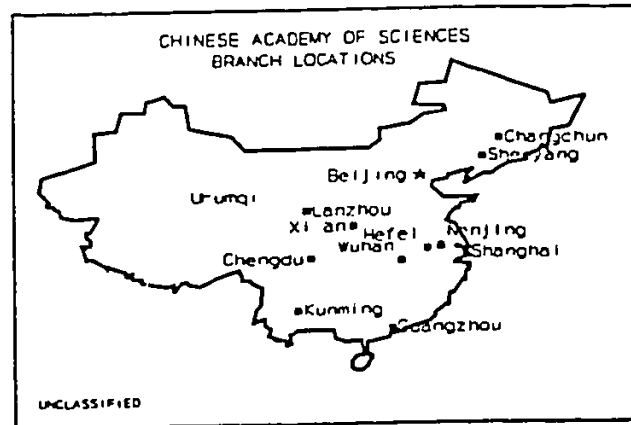 CHINESE ACADEMY OF SCIENCES
BRANCH LOCATIONS
Changchun
Shenyang
Beijing
Urumqi
Lanzhou
Xi an
Hefei
Nanjing
Wuhan
Shanghai
Chengdu
Kunming
Guangzhou
UNCLASSIFIED